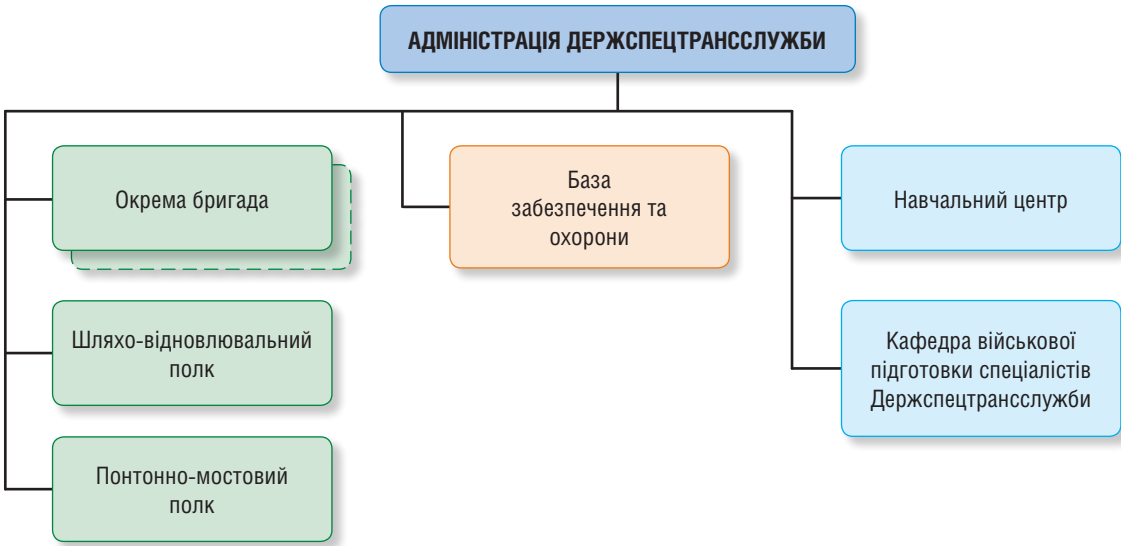 АДМІНІСТРАЦІЯ ДЕРЖСПЕЦТРАНССЛУЖБИ
Окрема бригада
Шляхо-відновлювальний
полк
Понтонно-мостовий
полк
База
забезпечення та
охорони
Навчальний центр
Кафедра військової
підготовки спеціалістів
Держспецтрансслужби